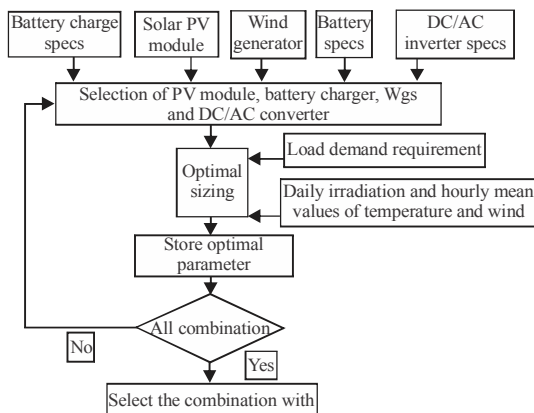 Battery charge
specs
Solar PV
module
Wind
generator
Battery
specs
DC/AC
inverter specs
Selection of PV module, battery charger, Wgs
and DC/AC converter
Load demand requirement
Optimal
sizing
Daily irradiation and hourly mean
values of temperature and wind
Store optimal
parameter
All combination
No
Yes
Select the combination with